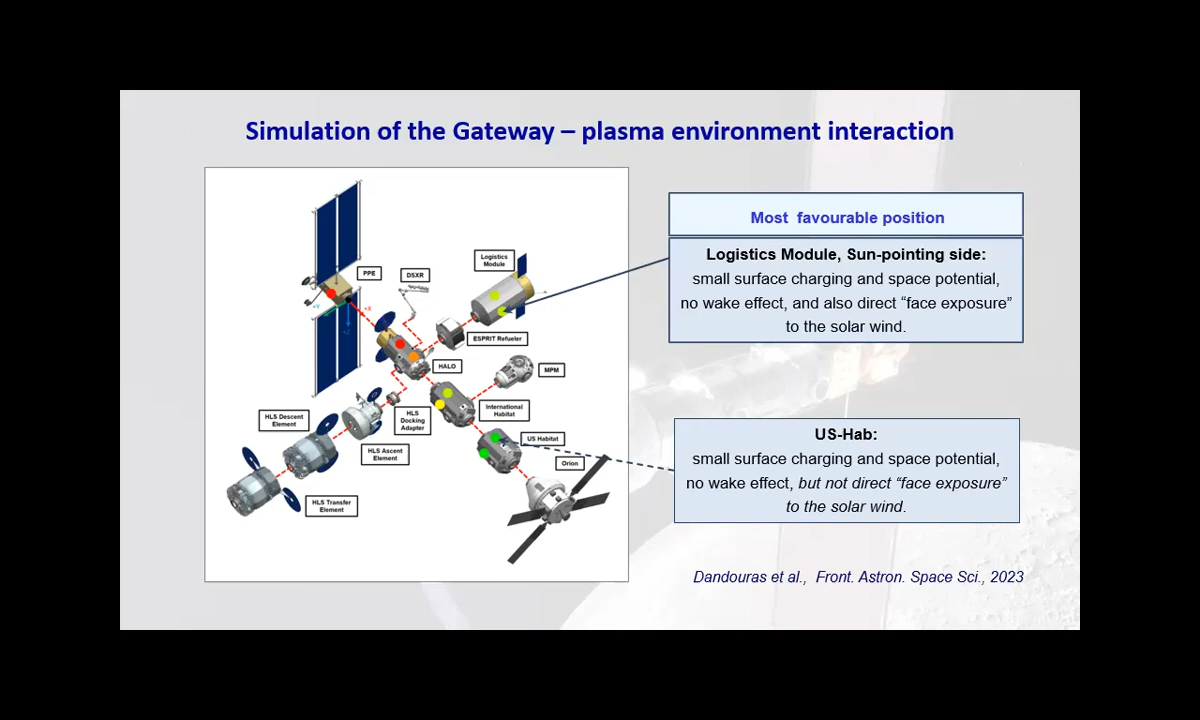 Simulation of the Gateway – plasma environment interaction
PPE
DSXR
Logistics
Module
+X
+Y
+Z
ESPRIT Refueler
HALO
MPM
HLS
Docking
Adapter
International
Habitat
HLS Descent
Element
HLS Ascent
Element
US Habitat
Orion
HLS Transfer
Element
Most favourable position
Logistics Module, Sun-pointing side:
small surface charging and space potential,
no wake effect, and also direct “face exposure”
to the solar wind.
US-Hab:
small surface charging and space potential,
no wake effect, but not direct “face exposure”
to the solar wind.
Dandouras et al., Front. Astron. Space Sci., 2023